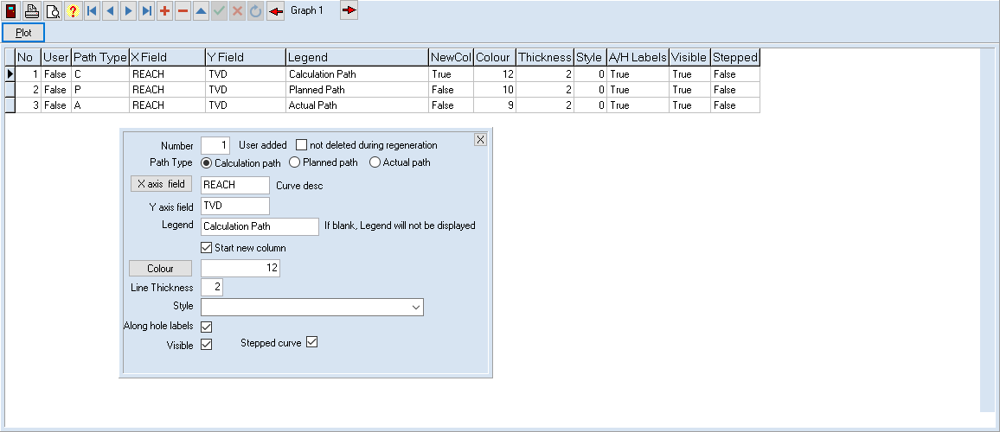 ? Graph 1
Plot
No User Path Type X Field Y Field Legend NewCol Colour Thickness Style A/H Labels Visible Stepped
1 False C REACH TVD Calculation Path True 12 2 0 True True False
2 False P REACH TVD Planned Path False 10 2 0 True True False
3 False A REACH TVD Actual Path False 9 2 0 True True False
X
Number 1 User added not deleted during regeneration
Path Type Calculation path Planned path Actual path
X axis field REACH Curve desc
Y axis field TVD
Legend Calculation Path If blank, Legend will not be displayed
Start new column
Colour 12
Line Thickness 2
Style
Along hole labels
Visible Stepped curve